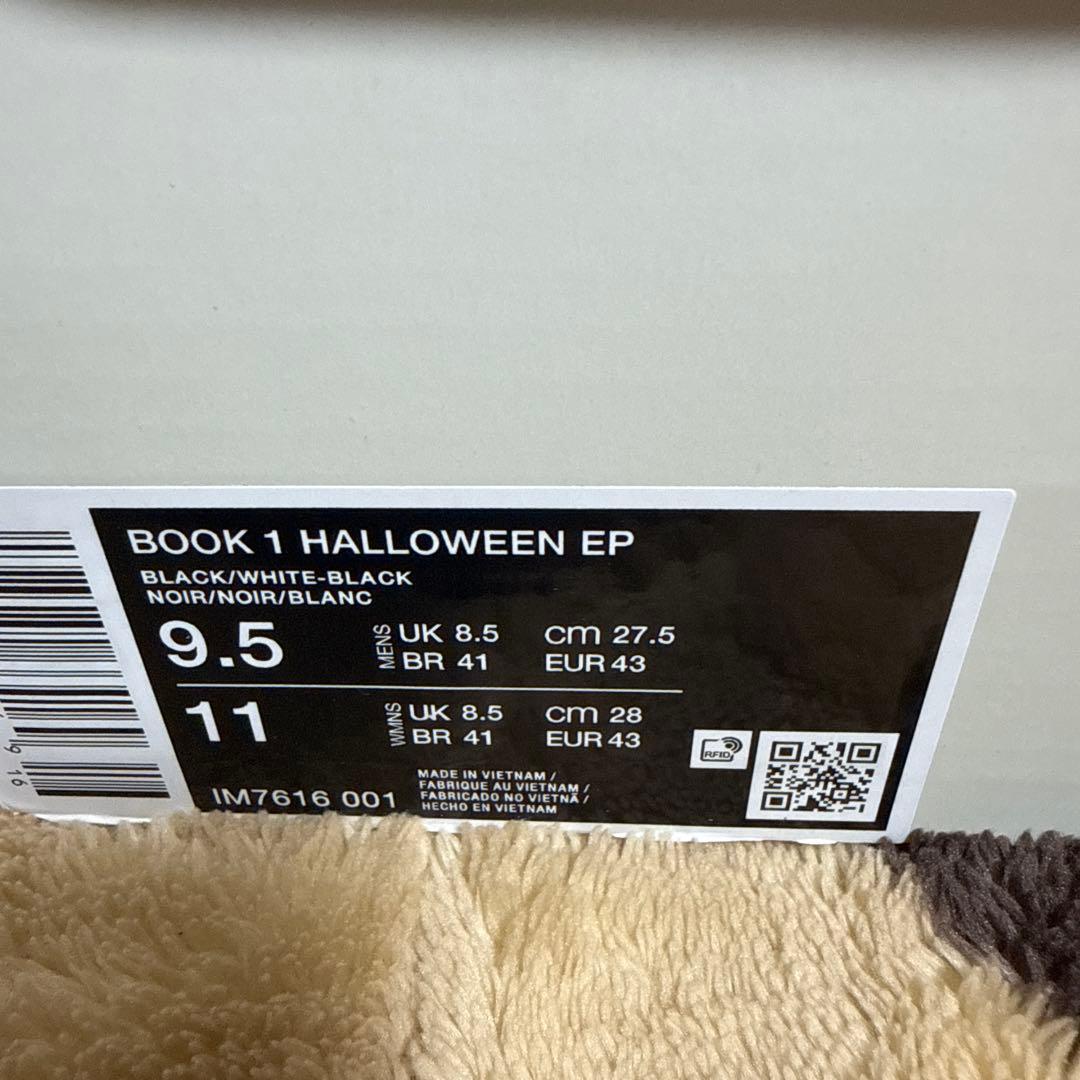 BOOK 1 HALLOWEEN EP
BLACK/WHITE-BLACK
NOIR/NOIR/BLANC
9.5 MENS UK 8.5 CM 27.5
BR 41 EUR 43
11 WMNS UK 8.5 CM 28
BR 41 EUR 43
RFID
IM7616 001
MADE IN VIETNAM /
FABRIQUE AU VIETNAM /
FABRICADO NO VIETNÃ /
HECHO EN VIETNAM